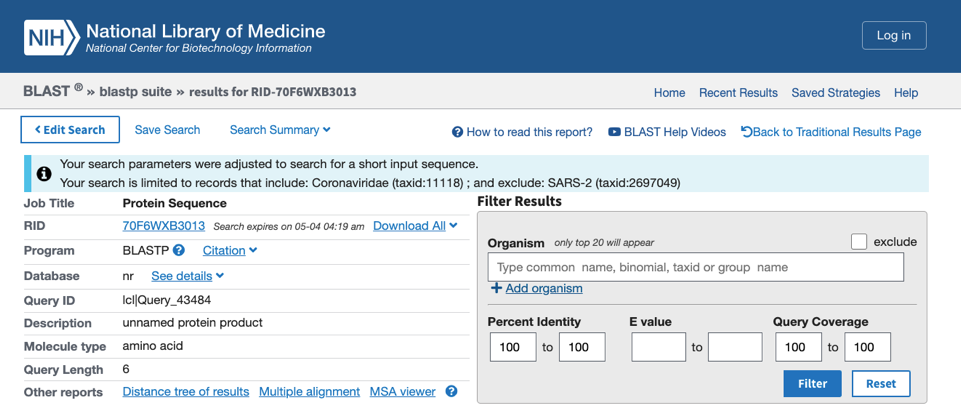 NIH National Library of Medicine
National Center for Biotechnology Information
Log in
BLAST ® » blastp suite » results for RID-70F6WXB3013
Home Recent Results Saved Strategies Help
< Edit Search Save Search Search Summary How to read this report? BLAST Help Videos Back to Traditional Results Page
Your search parameters were adjusted to search for a short input sequence.
Your search is limited to records that include: Coronaviridae (taxid:11118) ; and exclude: SARS-2 (taxid:2697049)
Job Title Protein Sequence
RID 70F6WXB3013 Search expires on 05-04 04:19 am Download All
Program BLASTP ? Citation
Database nr See details
Query ID lcl|Query_43484
Description unnamed protein product
Molecule type amino acid
Query Length 6
Other reports Distance tree of results Multiple alignment MSA viewer ?
Filter Results
Organism only top 20 will appear exclude
Type common name, binomial, taxid or group name
+ Add organism
Percent Identity E value Query Coverage
100 to 100 to 100 to 100
Filter Reset